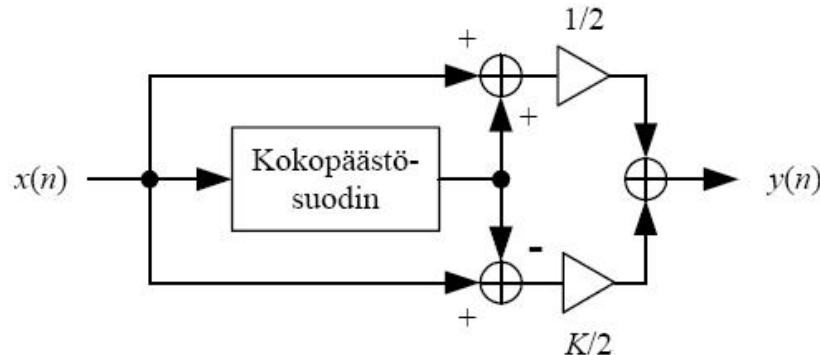 1/2
+
+
x(n)
Kokopäästö-
suodin
y(n)
-
+
K/2